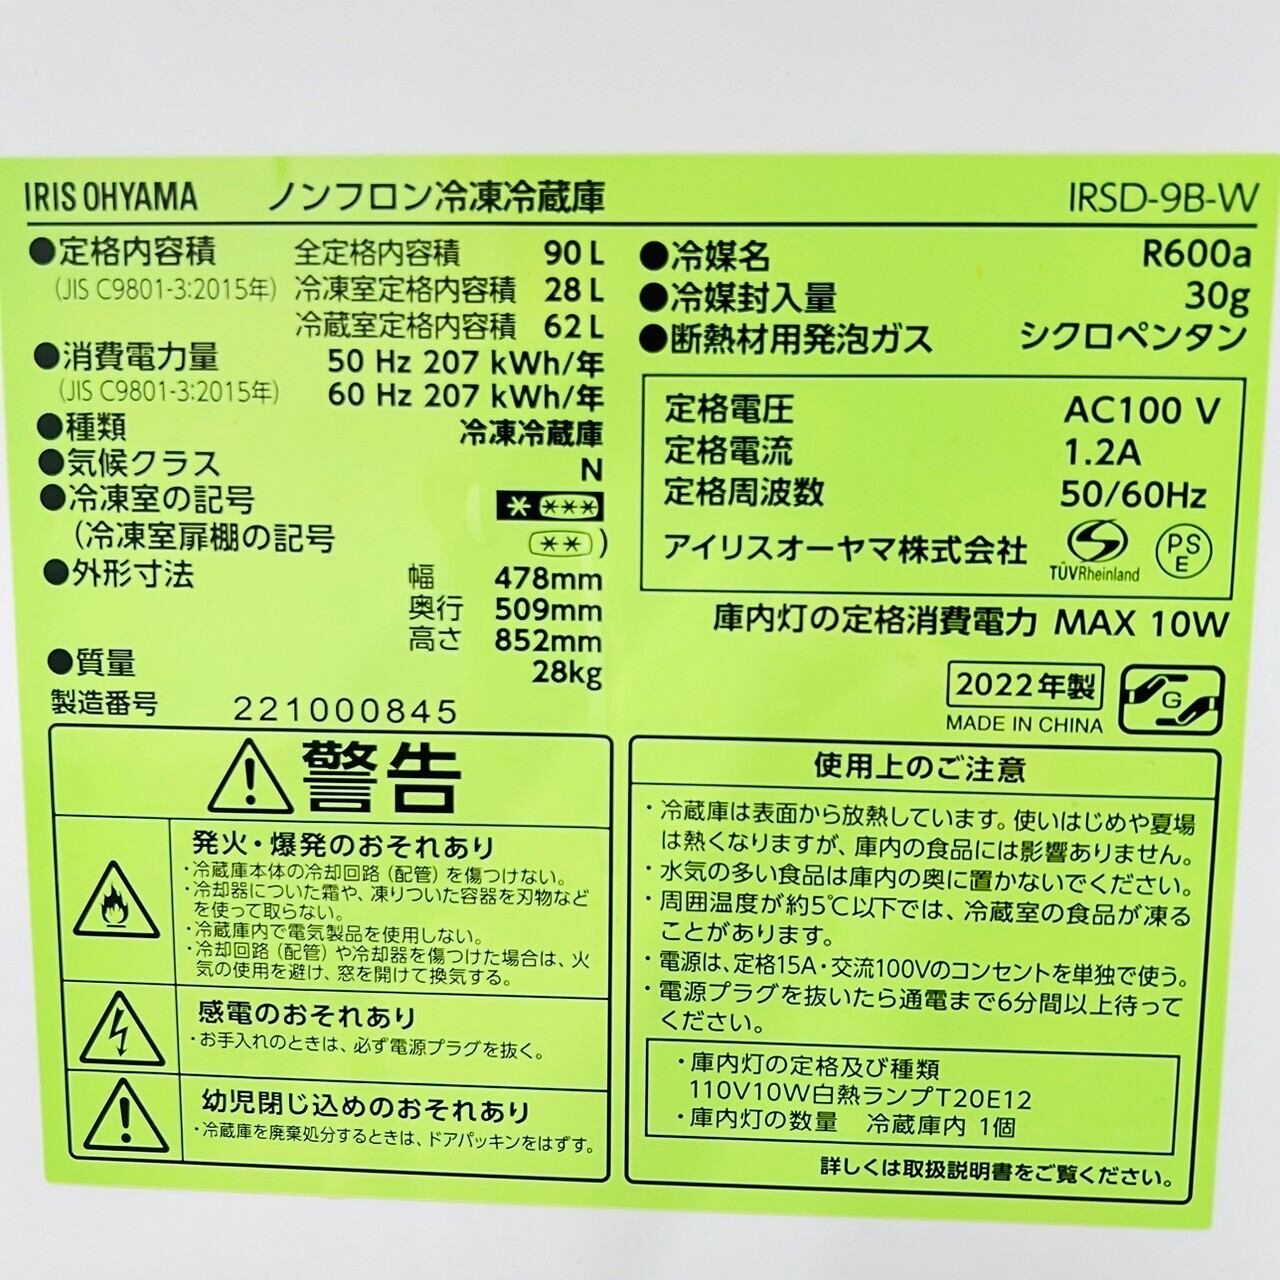 IRIS OHYAMA ノンフロン冷凍冷蔵庫 IRSD-9B-W
●定格内容積 全定格内容積 90 L
(JIS C9801-3:2015年) 冷凍室定格内容積 28 L
冷蔵室定格内容積 62 L
●消費電力量 50 Hz 207 kWh/年
(JIS C9801-3:2015年) 60 Hz 207 kWh/年
●種類 冷凍冷蔵庫
●気候クラス N
●冷凍室の記号 * ***
(冷凍室扉棚の記号 **)
●外形寸法 幅 478mm
奥行 509mm
高さ 852mm
●質量 28kg
製造番号 221000845
●冷媒名 R600a
●冷媒封入量 30g
●断熱材用発泡ガス シクロペンタン
定格電圧 AC100 V
定格電流 1.2A
定格周波数 50/60Hz
アイリスオーヤマ株式会社 TÜVRheinland PSE
庫内灯の定格消費電力 MAX 10W
2022年製
MADE IN CHINA
G
警告
発火・爆発のおそれあり
・冷蔵庫本体の冷却回路(配管)を傷つけない。
・冷却器についた霜や、凍りついた容器を刃物など
を使って取らない。
・冷蔵庫内で電気製品を使用しない。
・冷却回路(配管)や冷却器を傷つけた場合は、火
気の使用を避け、窓を開けて換気する。
感電のおそれあり
・お手入れのときは、必ず電源プラグを抜く。
幼児閉じ込めのおそれあり
・冷蔵庫を廃棄処分するときは、ドアパッキンをはずす。
使用上のご注意
・冷蔵庫は表面から放熱しています。使いはじめや夏場
は熱くなりますが、庫内の食品には影響ありません。
・水気の多い食品は庫内の奥に置かないでください。
・周囲温度が約5℃以下では、冷蔵室の食品が凍る
ことがあります。
・電源は、定格15A・交流100Vのコンセントを単独で使う。
・電源プラグを抜いたら通電まで6分間以上待って
ください。
・庫内灯の定格及び種類
110V10W白熱ランプT20E12
・庫内灯の数量 冷蔵庫内 1個
詳しくは取扱説明書をご覧ください。